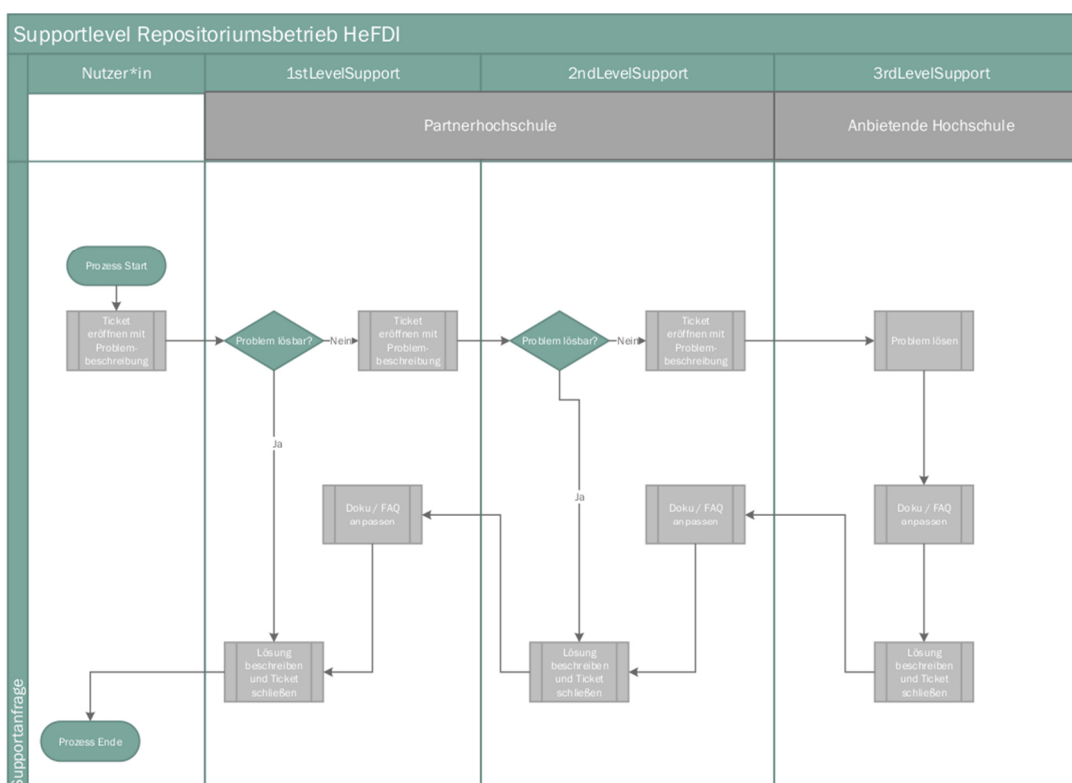 Supportlevel Repositoriumsbetrieb HeFDI
Nutzer*in
1stLevelSupport
2ndLevelSupport
3rdLevelSupport
Partnerhochschule
Anbietende Hochschule
Prozess Start
Ticket
eröffnen mit
Problem-
beschreibung
Problem lösbar?
Nein
Ticket
eröffnen mit
Problem-
beschreibung
Problem lösbar?
Nein
Ticket
eröffnen mit
Problem-
beschreibung
Problem lösen
Ja
Ja
Doku / FAQ
anpassen
Doku / FAQ
anpassen
Doku / FAQ
anpassen
Lösung
beschreiben
und Ticket
schließen
Lösung
beschreiben
und Ticket
schließen
Lösung
beschreiben
und Ticket
schließen
Prozess Ende
Supportanfrage